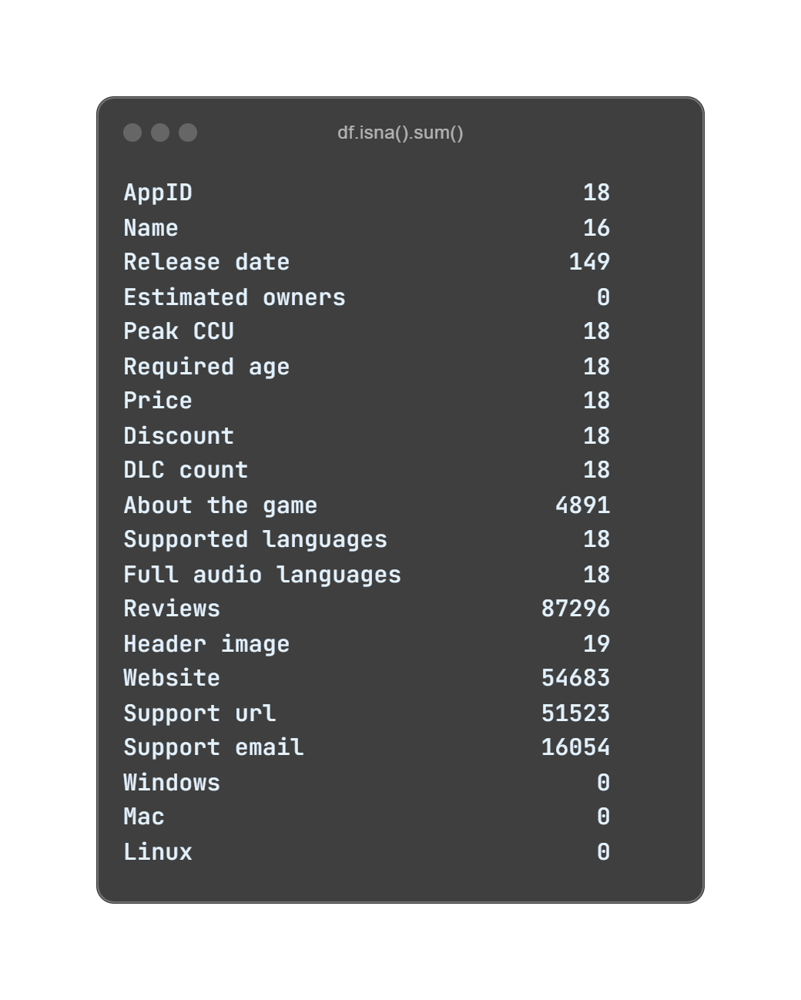 df.isna().sum()
AppID 18
Name 16
Release date 149
Estimated owners 0
Peak CCU 18
Required age 18
Price 18
Discount 18
DLC count 18
About the game 4891
Supported languages 18
Full audio languages 18
Reviews 87296
Header image 19
Website 54683
Support url 51523
Support email 16054
Windows 0
Mac 0
Linux 0